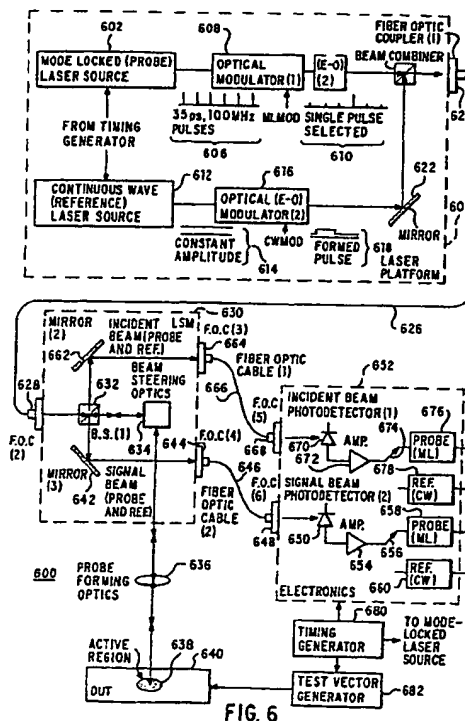 602
MODE LOCKED (PROBE)
LASER SOURCE
608
OPTICAL
MODULATOR (1)
(E-O)
(2)
FIBER OPTIC
COUPLER (1)
BEAM COMBINER
MLMOD
35ps, 100MHz
PULSES
606
SINGLE PULSE
SELECTED
610
FROM TIMING
GENERATOR
612
CONTINUOUS WAVE
(REFERENCE)
LASER SOURCE
616
OPTICAL (E-O)
MODULATOR (2)
622
MIRROR
CWMOD
CONSTANT
AMPLITUDE
614
FORMED
PULSE
618
LASER
PLATFORM
626
630
MIRROR (2)
INCIDENT LSM
BEAM (PROBE
AND REF.)
662
F.O.C (3)
664
BEAM
STEERING
OPTICS
FIBER OPTIC
CABLE (1)
666
628
632
F.O.C
(2)
B.S. (1)
634
644
F.O.C (4)
646
MIRROR
(3)
642
SIGNAL
BEAM
(PROBE
AND REF)
FIBER OPTIC
CABLE
(2)
652
INCIDENT BEAM
PHOTODETECTOR (1)
F.O.C
(5)
668
670
AMP.
672
674
676
PROBE
(ML)
678
REF.
(CW)
SIGNAL BEAM
PHOTODETECTOR (2)
658
F.O.C
(6)
648
650
AMP.
654
656
PROBE
(ML)
REF.
(CW)
660
ELECTRONICS
600
PROBE
FORMING
OPTICS
636
680
TIMING
GENERATOR
TO MODE-
LOCKED
LASER
SOURCE
ACTIVE
REGION
638
640
DUT
TEST VECTOR
GENERATOR
682
FIG. 6